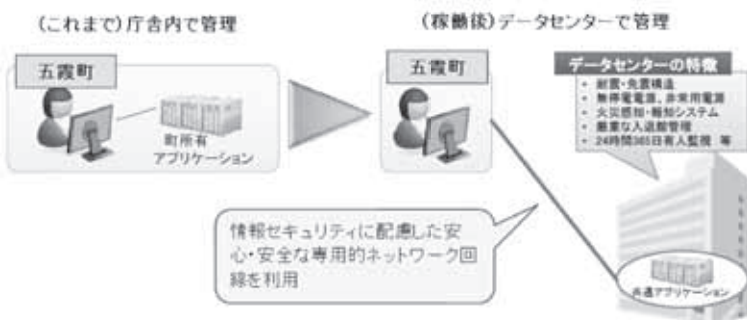 (これまで)庁舎内で管理
五霞町
町所有
アプリケーション
(稼働後)データセンターで管理
五霞町
データセンターの特徴
・ 耐震・免震構造
・ 無停電電源、非常用電源
・ 火災感知・報知システム
・ 厳重な入退館管理
・ 24時間365日有人監視 等
情報セキュリティに配慮した安
心・安全な専用的ネットワーク回
線を利用
共通アプリケーション